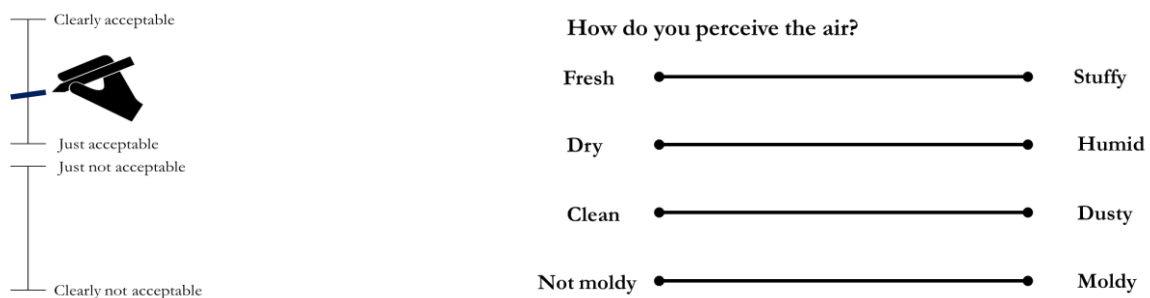 Clearly acceptable
Just acceptable
Just not acceptable
Clearly not acceptable
How do you perceive the air?
Fresh Stuffy
Dry Humid
Clean Dusty
Not moldy Moldy